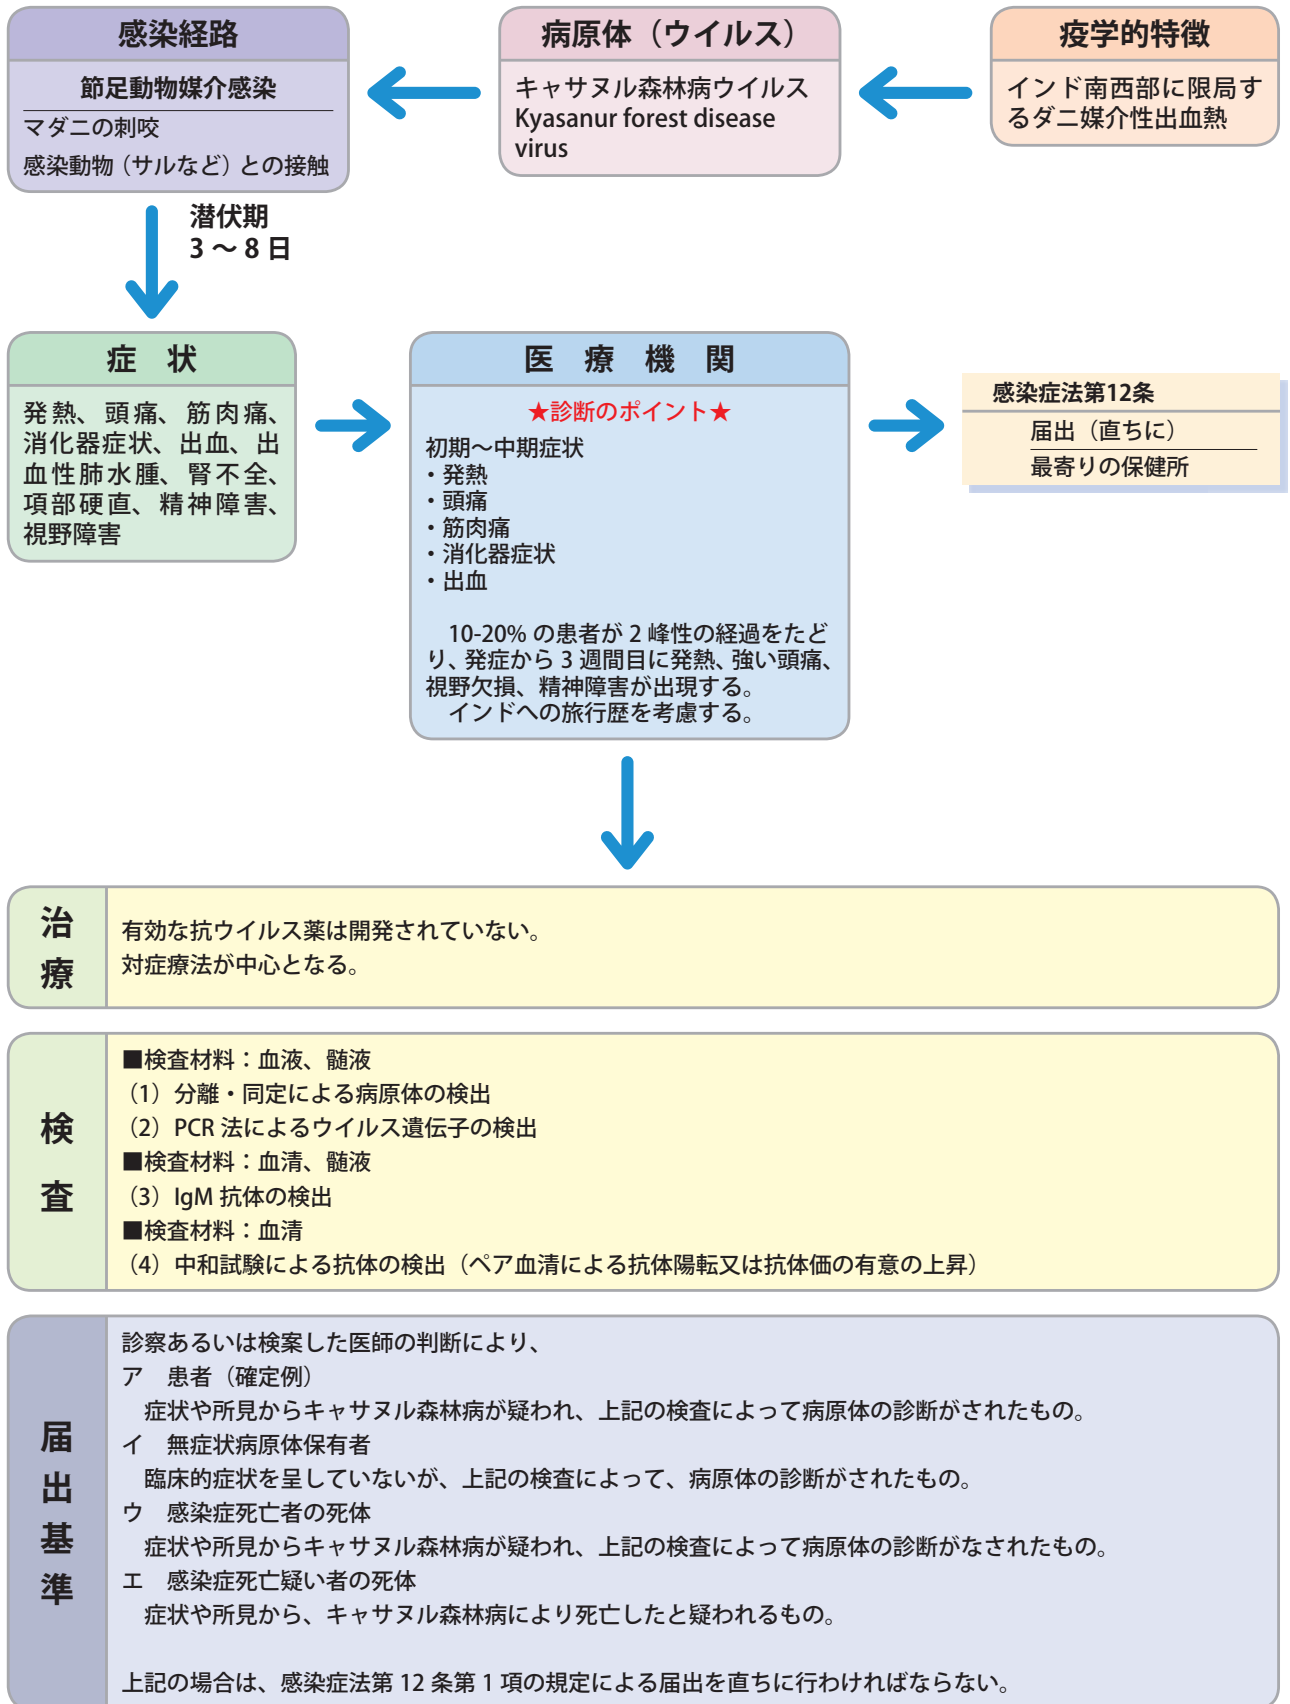 感染経路
節足動物媒介感染
マダニの刺咬
感染動物（サルなど）との接触
病原体（ウイルス）
キャサヌル森林病ウイルス
Kyasanur forest disease
virus
疫学的特徴
インド南西部に限局す
るダニ媒介性出血熱
潜伏期
3～8日
症　状
発熱、頭痛、筋肉痛、
消化器症状、出血、出
血性肺水腫、腎不全、
項部硬直、精神障害、
視野障害
医　療　機　関
★診断のポイント★
初期～中期症状
・発熱
・頭痛
・筋肉痛
・消化器症状
・出血
10-20% の患者が 2 峰性の経過をたど
り、発症から 3 週間目に発熱、強い頭痛、
視野欠損、精神障害が出現する。
インドへの旅行歴を考慮する。
感染症法第12条
届出（直ちに）
最寄りの保健所
治療
有効な抗ウイルス薬は開発されていない。
対症療法が中心となる。
検査
■検査材料：血液、髄液
（1）分離・同定による病原体の検出
（2）PCR 法によるウイルス遺伝子の検出
■検査材料：血清、髄液
（3）IgM 抗体の検出
■検査材料：血清
（4）中和試験による抗体の検出（ペア血清による抗体陽転又は抗体価の有意の上昇）
届出基準
診察あるいは検案した医師の判断により、
ア　患者（確定例）
症状や所見からキャサヌル森林病が疑われ、上記の検査によって病原体の診断がされたもの。
イ　無症状病原体保有者
臨床的症状を呈していないが、上記の検査によって、病原体の診断がされたもの。
ウ　感染症死亡者の死体
症状や所見からキャサヌル森林病が疑われ、上記の検査によって病原体の診断がなされたもの。
エ　感染症死亡疑い者の死体
症状や所見から、キャサヌル森林病により死亡したと疑われるもの。
上記の場合は、感染症法第 12 条第 1 項の規定による届出を直ちに行わければならない。